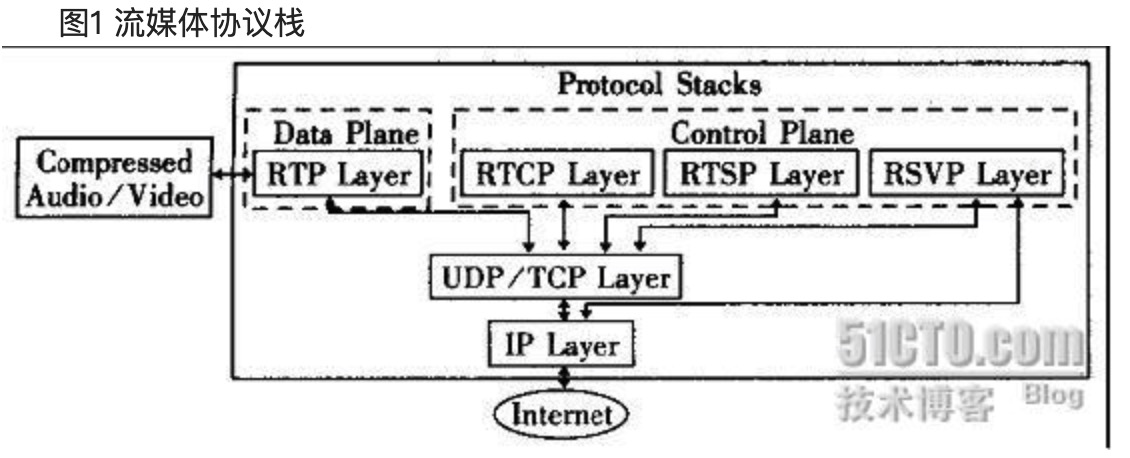 图1 流媒体协议栈
Protocol Stacks
Data Plane
Control Plane
Compressed
Audio/Video
RTP Layer
RTCP Layer
RTSP Layer
RSVP Layer
UDP/TCP Layer
IP Layer
Internet
51CTO.com
技术博客 Blog